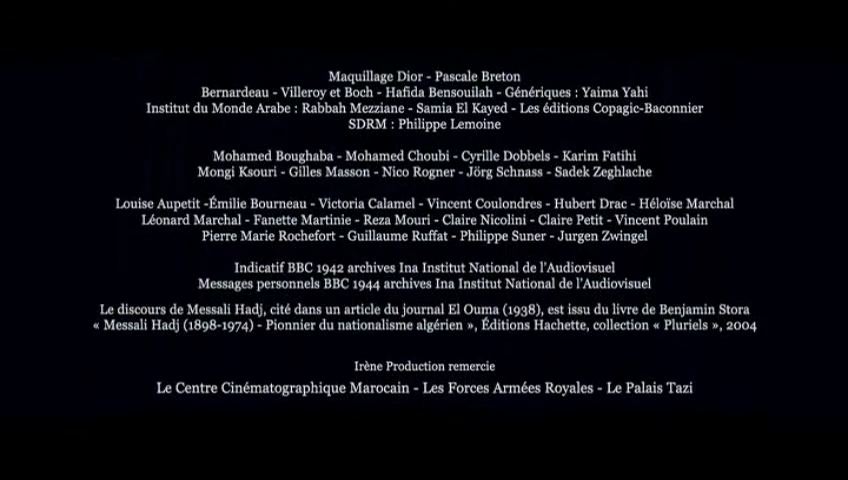 Maquillage Dior - Pascale Breton
Bernardeau - Villeroy et Boch - Hafida Bensouilah - Génériques : Yaima Yahi
Institut du Monde Arabe : Rabbah Mezziane - Samia El Kayed - Les éditions Copagic-Baconnier
SDRM : Philippe Lemoine
Mohamed Boughaba - Mohamed Choubi - Cyrille Dobbels - Karim Fatihi
Mongi Ksouri - Gilles Masson - Nico Rogner - Jörg Schnass - Sadek Zeghlache
Louise Aupetit -Émilie Bourneau - Victoria Calamel - Vincent Coulondres - Hubert Drac - Héloïse Marchal
Léonard Marchal - Fanette Martinie - Reza Mouri - Claire Nicolini - Claire Petit - Vincent Poulain
Pierre Marie Rochefort - Guillaume Ruffat - Philippe Suner - Jurgen Zwingel
Indicatif BBC 1942 archives Ina Institut National de l'Audiovisuel
Messages personnels BBC 1944 archives Ina Institut National de l'Audiovisuel
Le discours de Messali Hadj, cité dans un article du journal El Ouma (1938), est issu du livre de Benjamin Stora
« Messali Hadj (1898-1974) - Pionnier du nationalisme algérien », Éditions Hachette, collection « Pluriels », 2004
Irène Production remercie
Le Centre Cinématographique Marocain - Les Forces Armées Royales - Le Palais Tazi